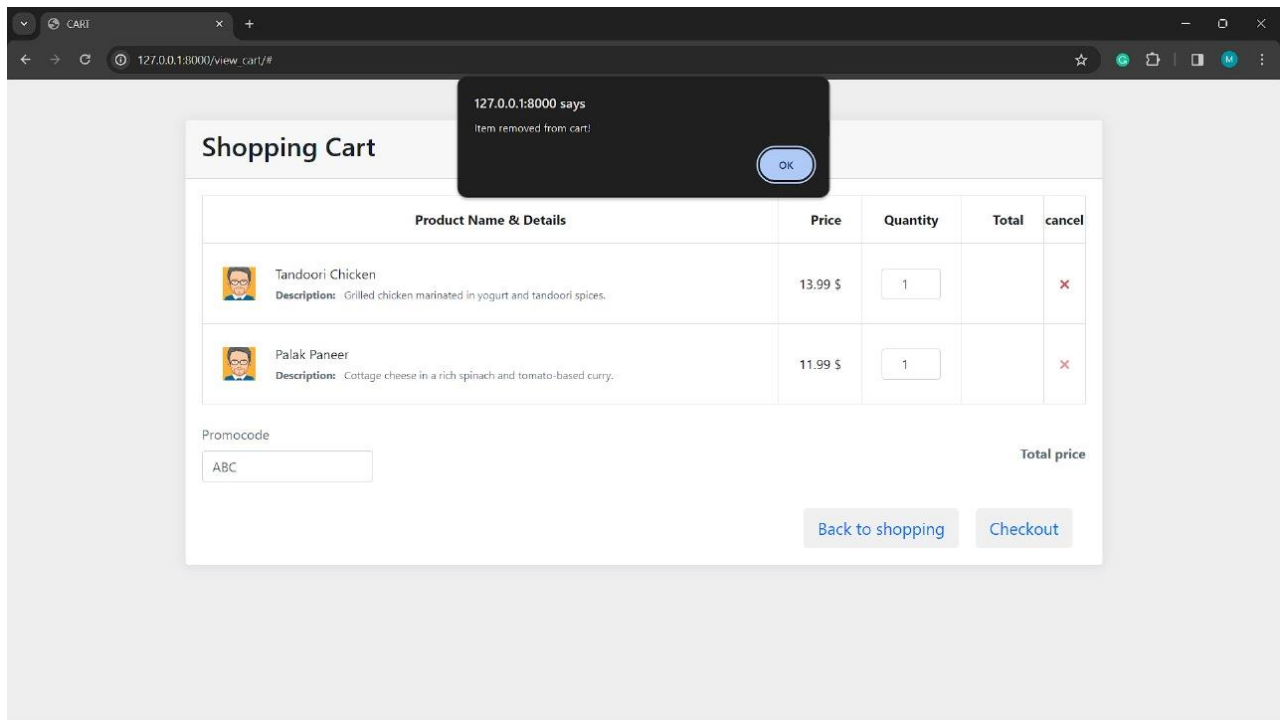 CART
127.0.0.1:8000/view_cart/#
M
127.0.0.1:8000 says
Item removed from cart!
OK
Shopping Cart
Product Name & Details Price Quantity Total cancel
Tandoori Chicken
Description: Grilled chicken marinated in yogurt and tandoori spices.
13.99 $ 1 ×
Palak Paneer
Description: Cottage cheese in a rich spinach and tomato-based curry.
11.99 $ 1 ×
Promocode
ABC
Total price
Back to shopping Checkout